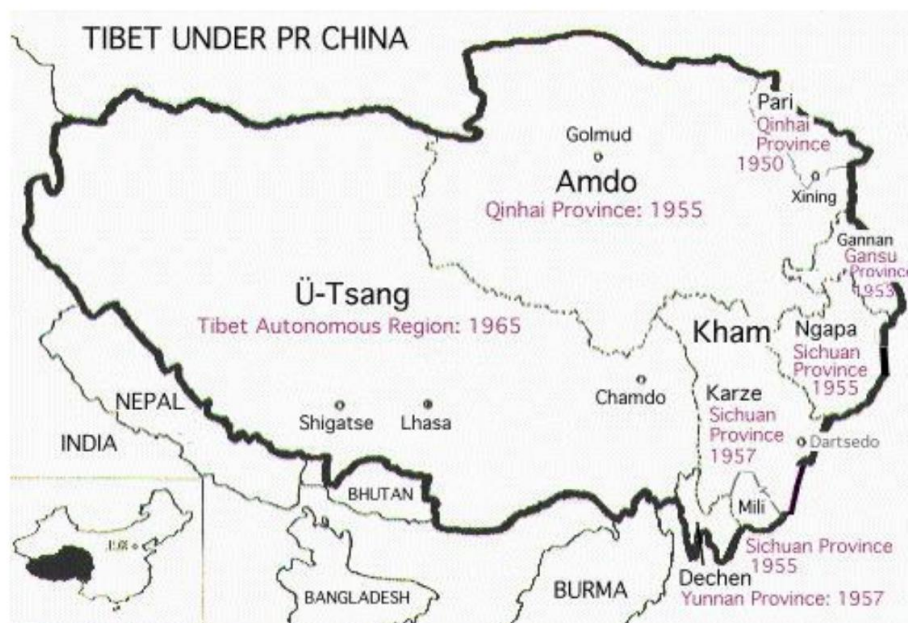 TIBET UNDER PR CHINA
Pari
Qinhai
Province
1950
Golmud
Amdo
Qinhai Province: 1955
Xining
Gannan
Gansu
Province
1953
Ü-Tsang
Tibet Autonomous Region: 1965
Kham
Ngapa
Sichuan
Province
1955
Chamdo
Karze
Sichuan
Province
1957
NEPAL
Shigatse
Lhasa
INDIA
Dartsedo
BHUTAN
Mili
Sichuan Province
1955
Dechen
Yunnan Province: 1957
BURMA
BANGLADESH